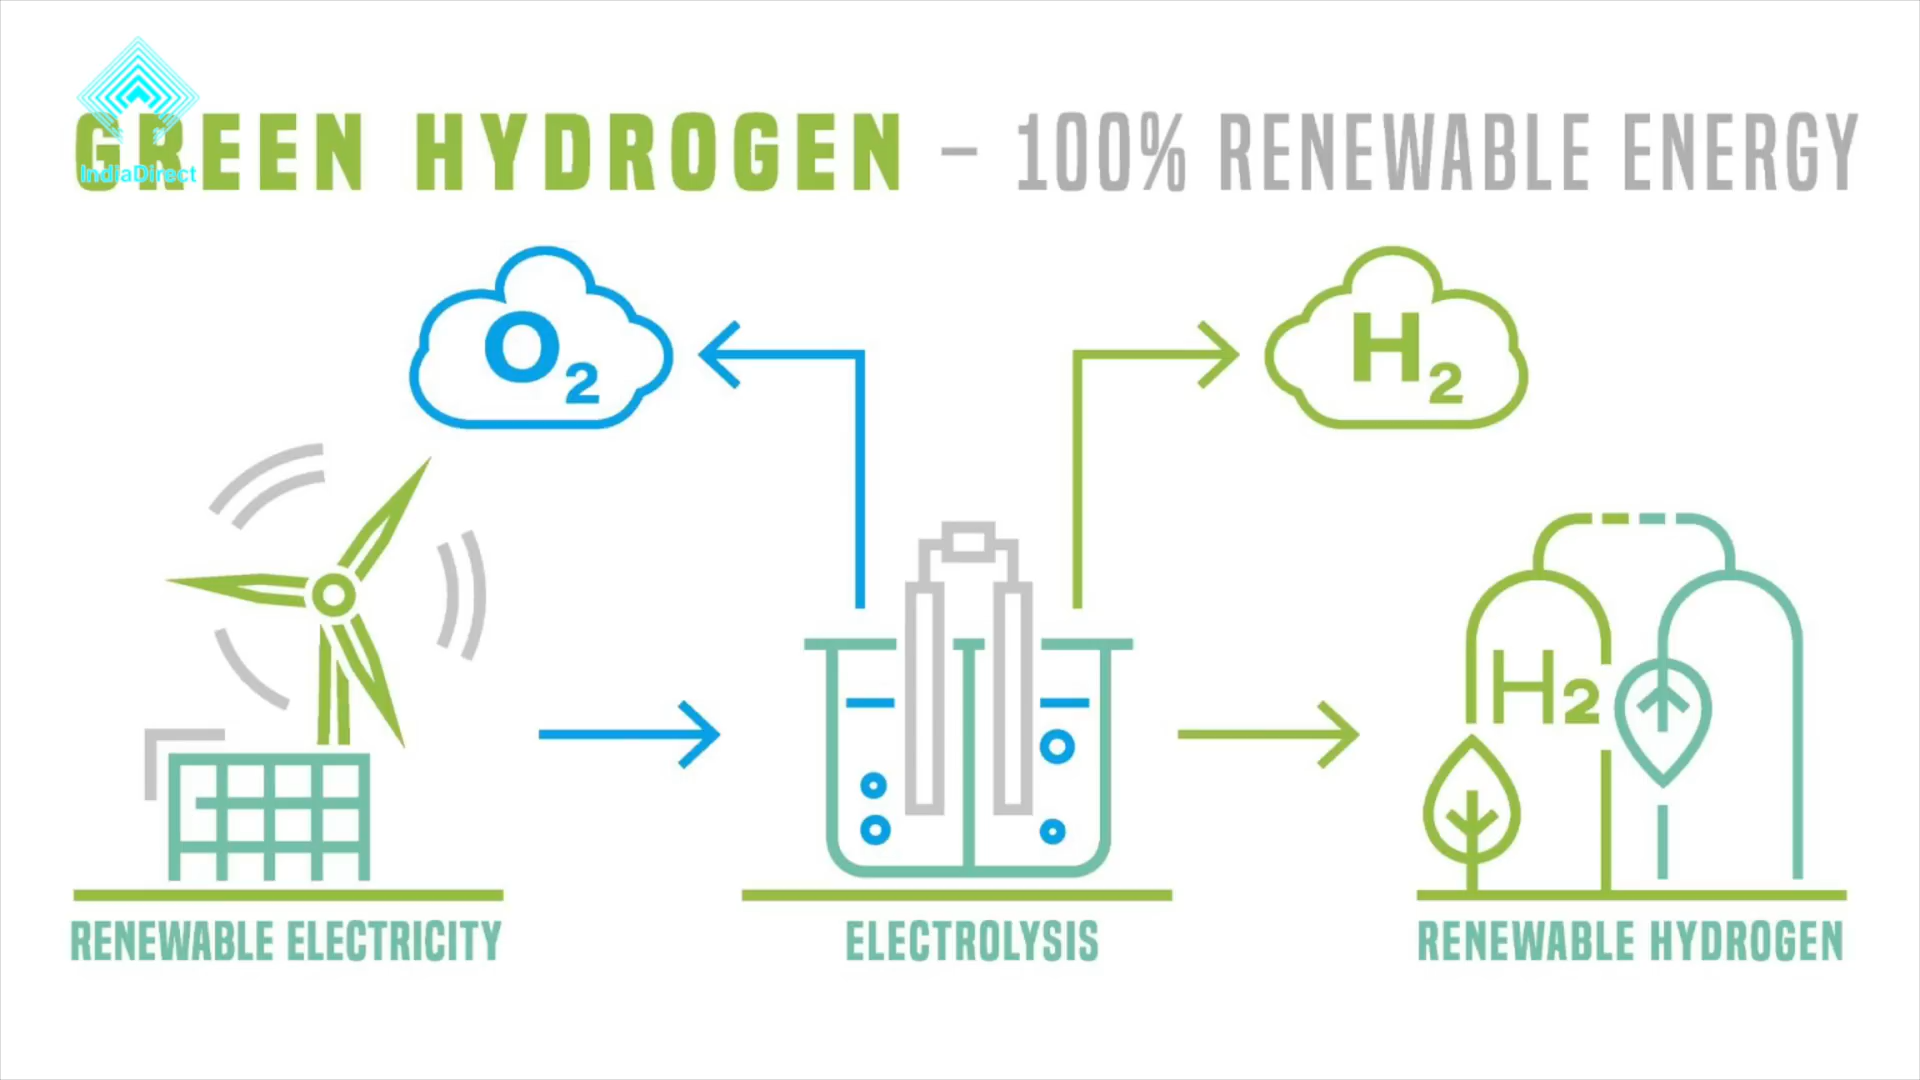 IndiaDirect
GREEN HYDROGEN – 100% RENEWABLE ENERGY
O₂
H₂
H₂
RENEWABLE ELECTRICITY
ELECTROLYSIS
RENEWABLE HYDROGEN